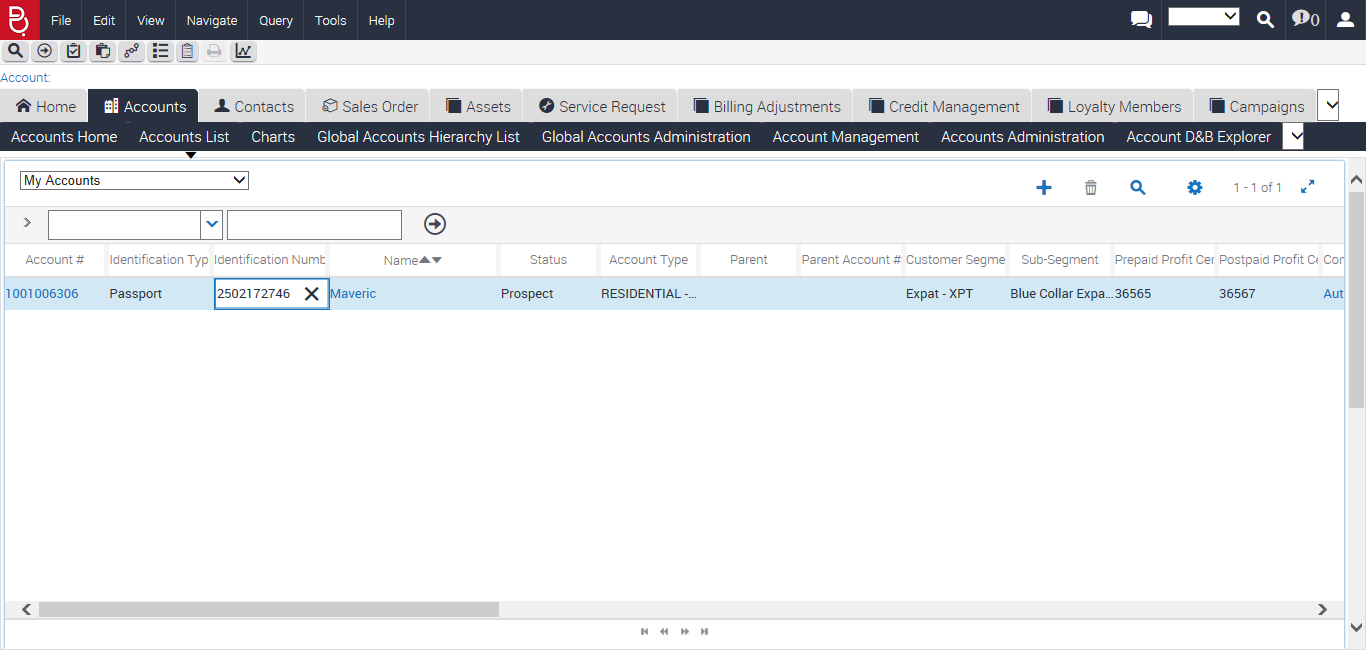 File Edit View Navigate Query Tools Help 0
Account:
Home Accounts Contacts Sales Order Assets Service Request Billing Adjustments Credit Management Loyalty Members Campaigns
Accounts Home Accounts List Charts Global Accounts Hierarchy List Global Accounts Administration Account Management Accounts Administration Account D&B Explorer
My Accounts
1 - 1 of 1
Account # Identification Typ Identification Numb Name Status Account Type Parent Parent Account # Customer Segme Sub-Segment Prepaid Profit Cer Postpaid Profit Ce Con
1001006306 Passport 2502172746 Maveric Prospect RESIDENTIAL -... Expat - XPT Blue Collar Expa... 36565 36567 Aut